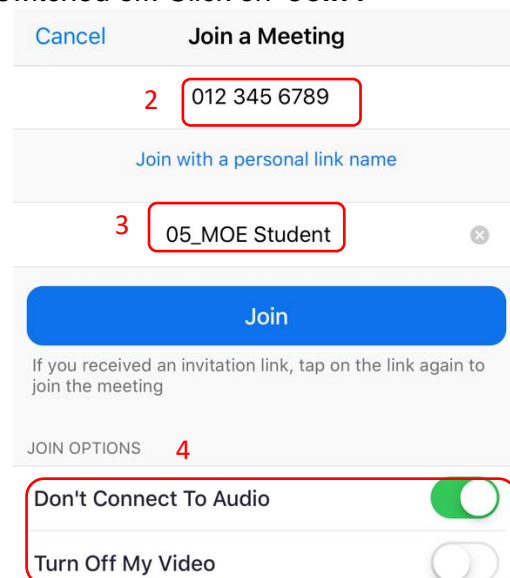 Cancel Join a Meeting
2 012 345 6789
Join with a personal link name
3 05_MOE Student
Join
If you received an invitation link, tap on the link again to
join the meeting
JOIN OPTIONS 4
Don't Connect To Audio
Turn Off My Video